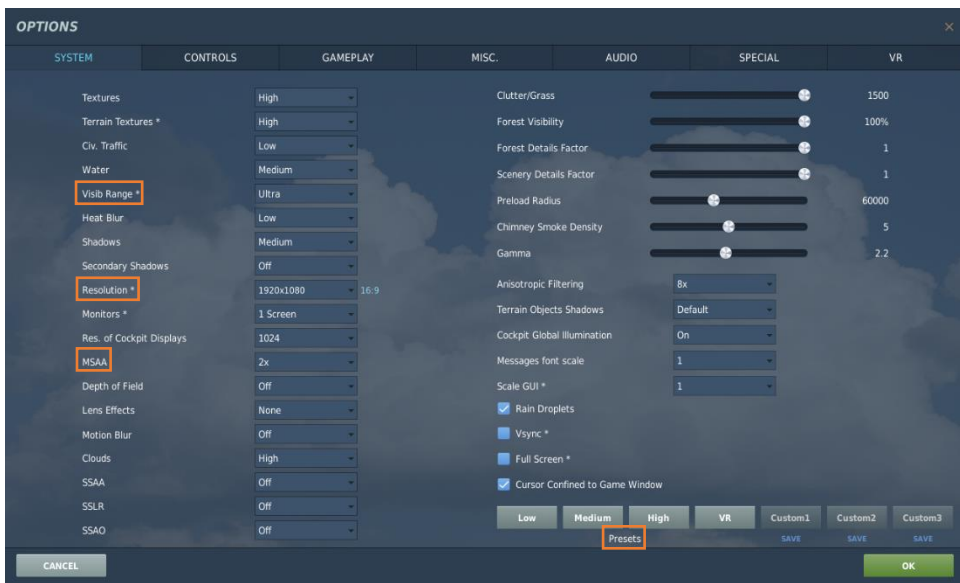 OPTIONS
SYSTEM CONTROLS GAMEPLAY MISC. AUDIO SPECIAL VR
Textures High
Terrain Textures * High
Civ. Traffic Low
Water Medium
Visib Range * Ultra
Heat Blur Low
Shadows Medium
Secondary Shadows Off
Resolution * 1920x1080 16:9
Monitors * 1 Screen
Res. of Cockpit Displays 1024
MSAA 2x
Depth of Field Off
Lens Effects None
Motion Blur Off
Clouds High
SSAA Off
SSLR Off
SSAO Off
Clutter/Grass 1500
Forest Visibility 100%
Forest Details Factor 1
Scenery Details Factor 1
Preload Radius 60000
Chimney Smoke Density 5
Gamma 2.2
Anisotropic Filtering 8x
Terrain Objects Shadows Default
Cockpit Global Illumination On
Messages font scale 1
Scale GUI * 1
Rain Droplets
Vsync *
Full Screen *
Cursor Confined to Game Window
Low Medium High VR Custom1 Custom2 Custom3
Presets SAVE SAVE SAVE
CANCEL OK